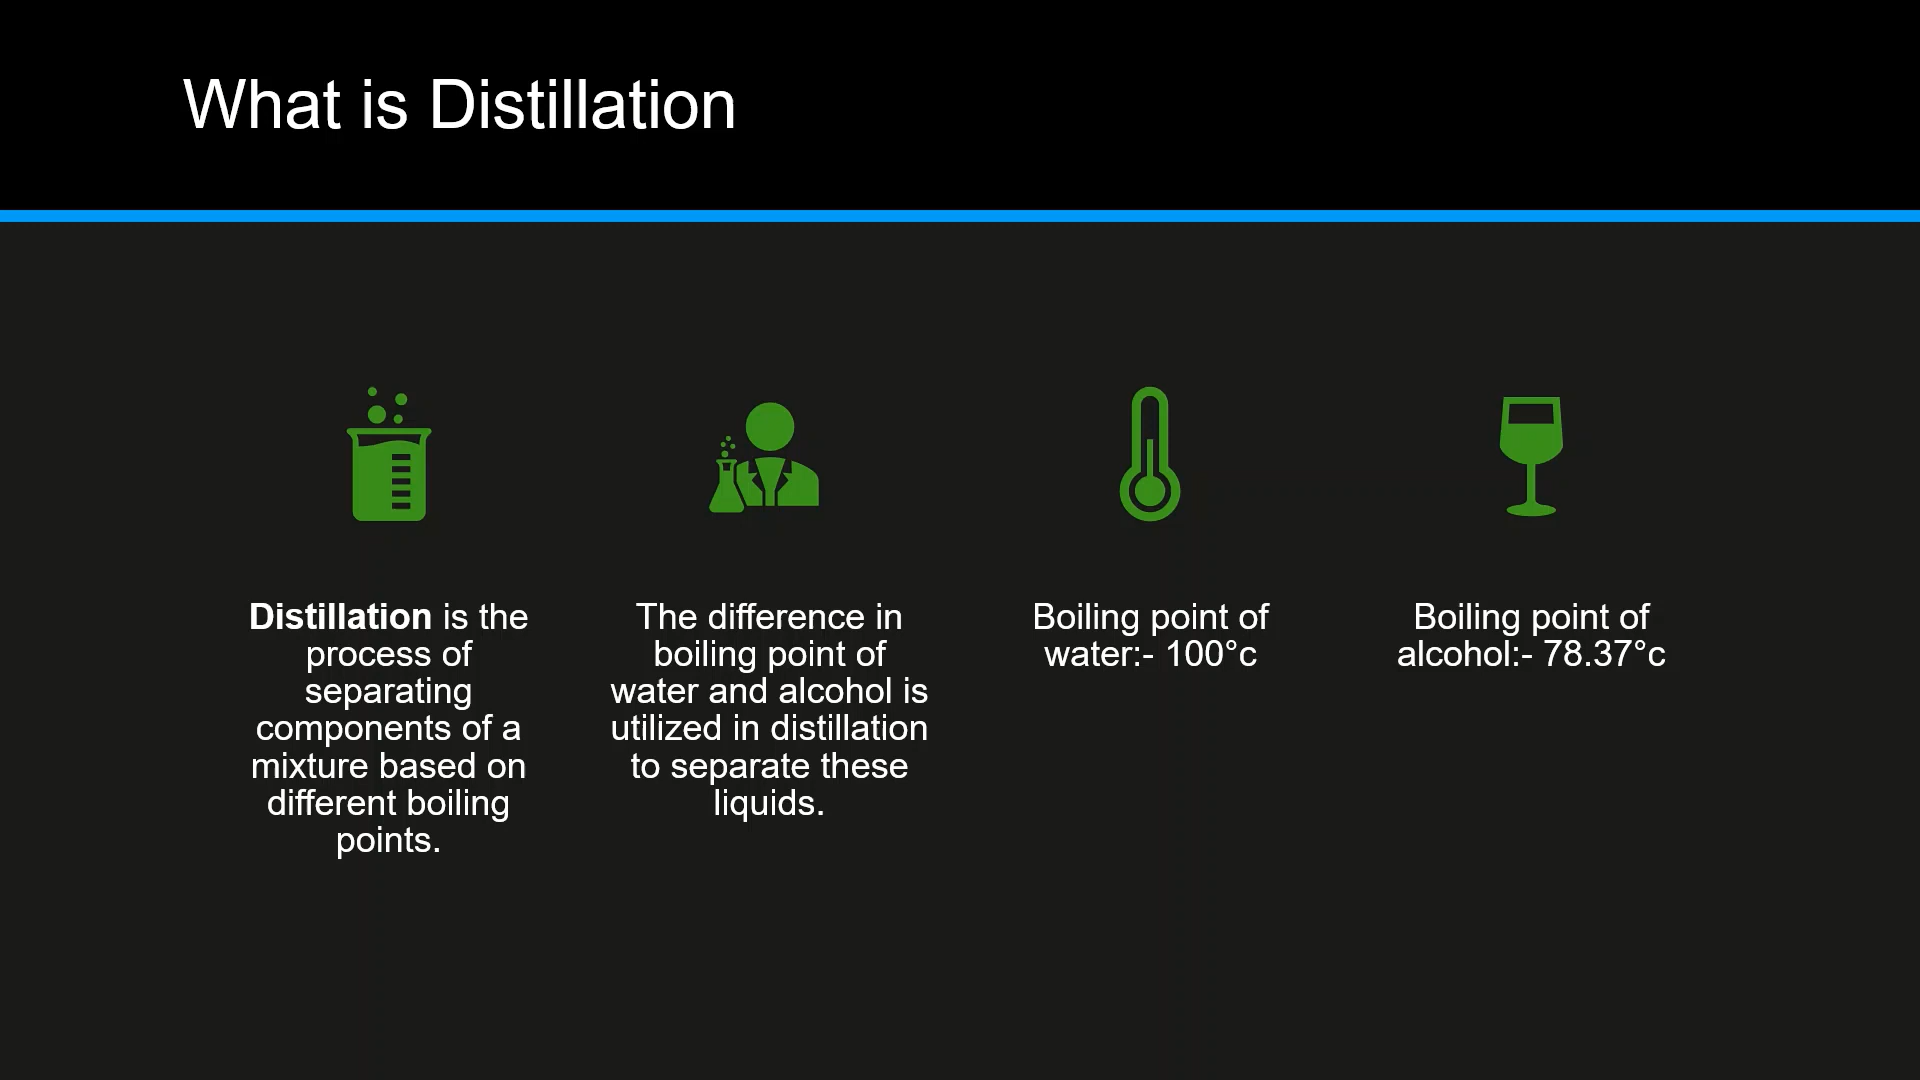 What is Distillation
Distillation is the
process of
separating
components of a
mixture based on
different boiling
points.
The difference in
boiling point of
water and alcohol is
utilized in distillation
to separate these
liquids.
Boiling point of
water:- 100°c
Boiling point of
alcohol:- 78.37°c